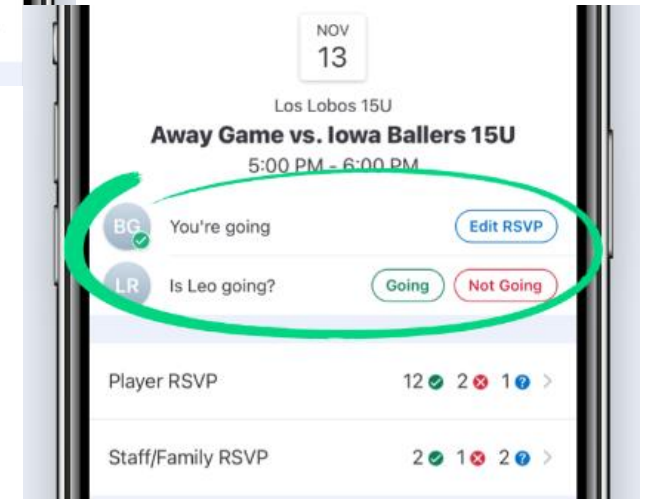 NOV
13
Los Lobos 15U
Away Game vs. Iowa Ballers 15U
5:00 PM - 6:00 PM
BG You're going Edit RSVP
LR Is Leo going? Going Not Going
Player RSVP 12 2 1 ?
Staff/Family RSVP 2 1 2 ?